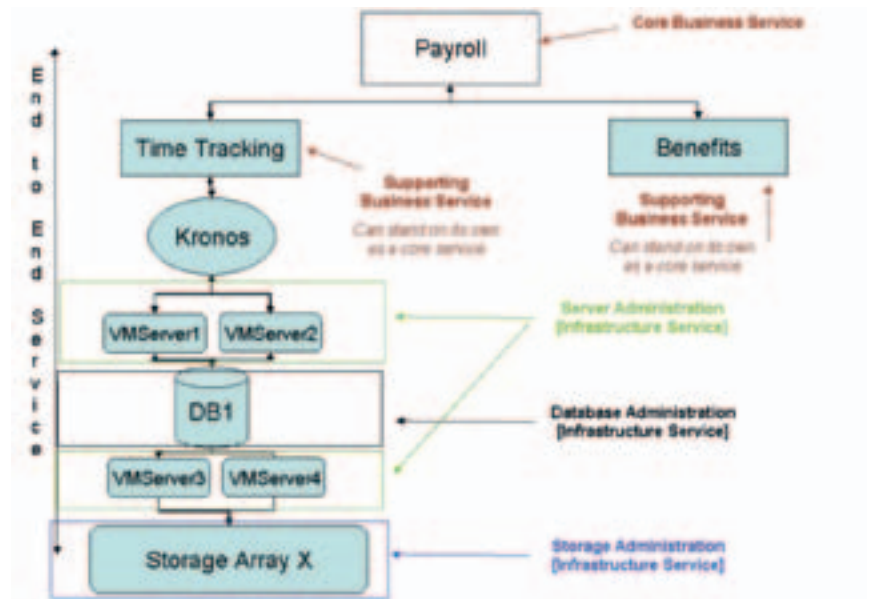 Payroll
Core Business Service
End to End Service
Time Tracking
Benefits
Supporting
Business Service
Can stand on its own
as a core service
Supporting
Business Service
Can stand on its own
as a core service
Kronos
Server Administration
[Infrastructure Service]
VMServer1
VMServer2
DB1
Database Administration
[Infrastructure Service]
VMServer3
VMServer4
Storage Array X
Storage Administration
[Infrastructure Service]